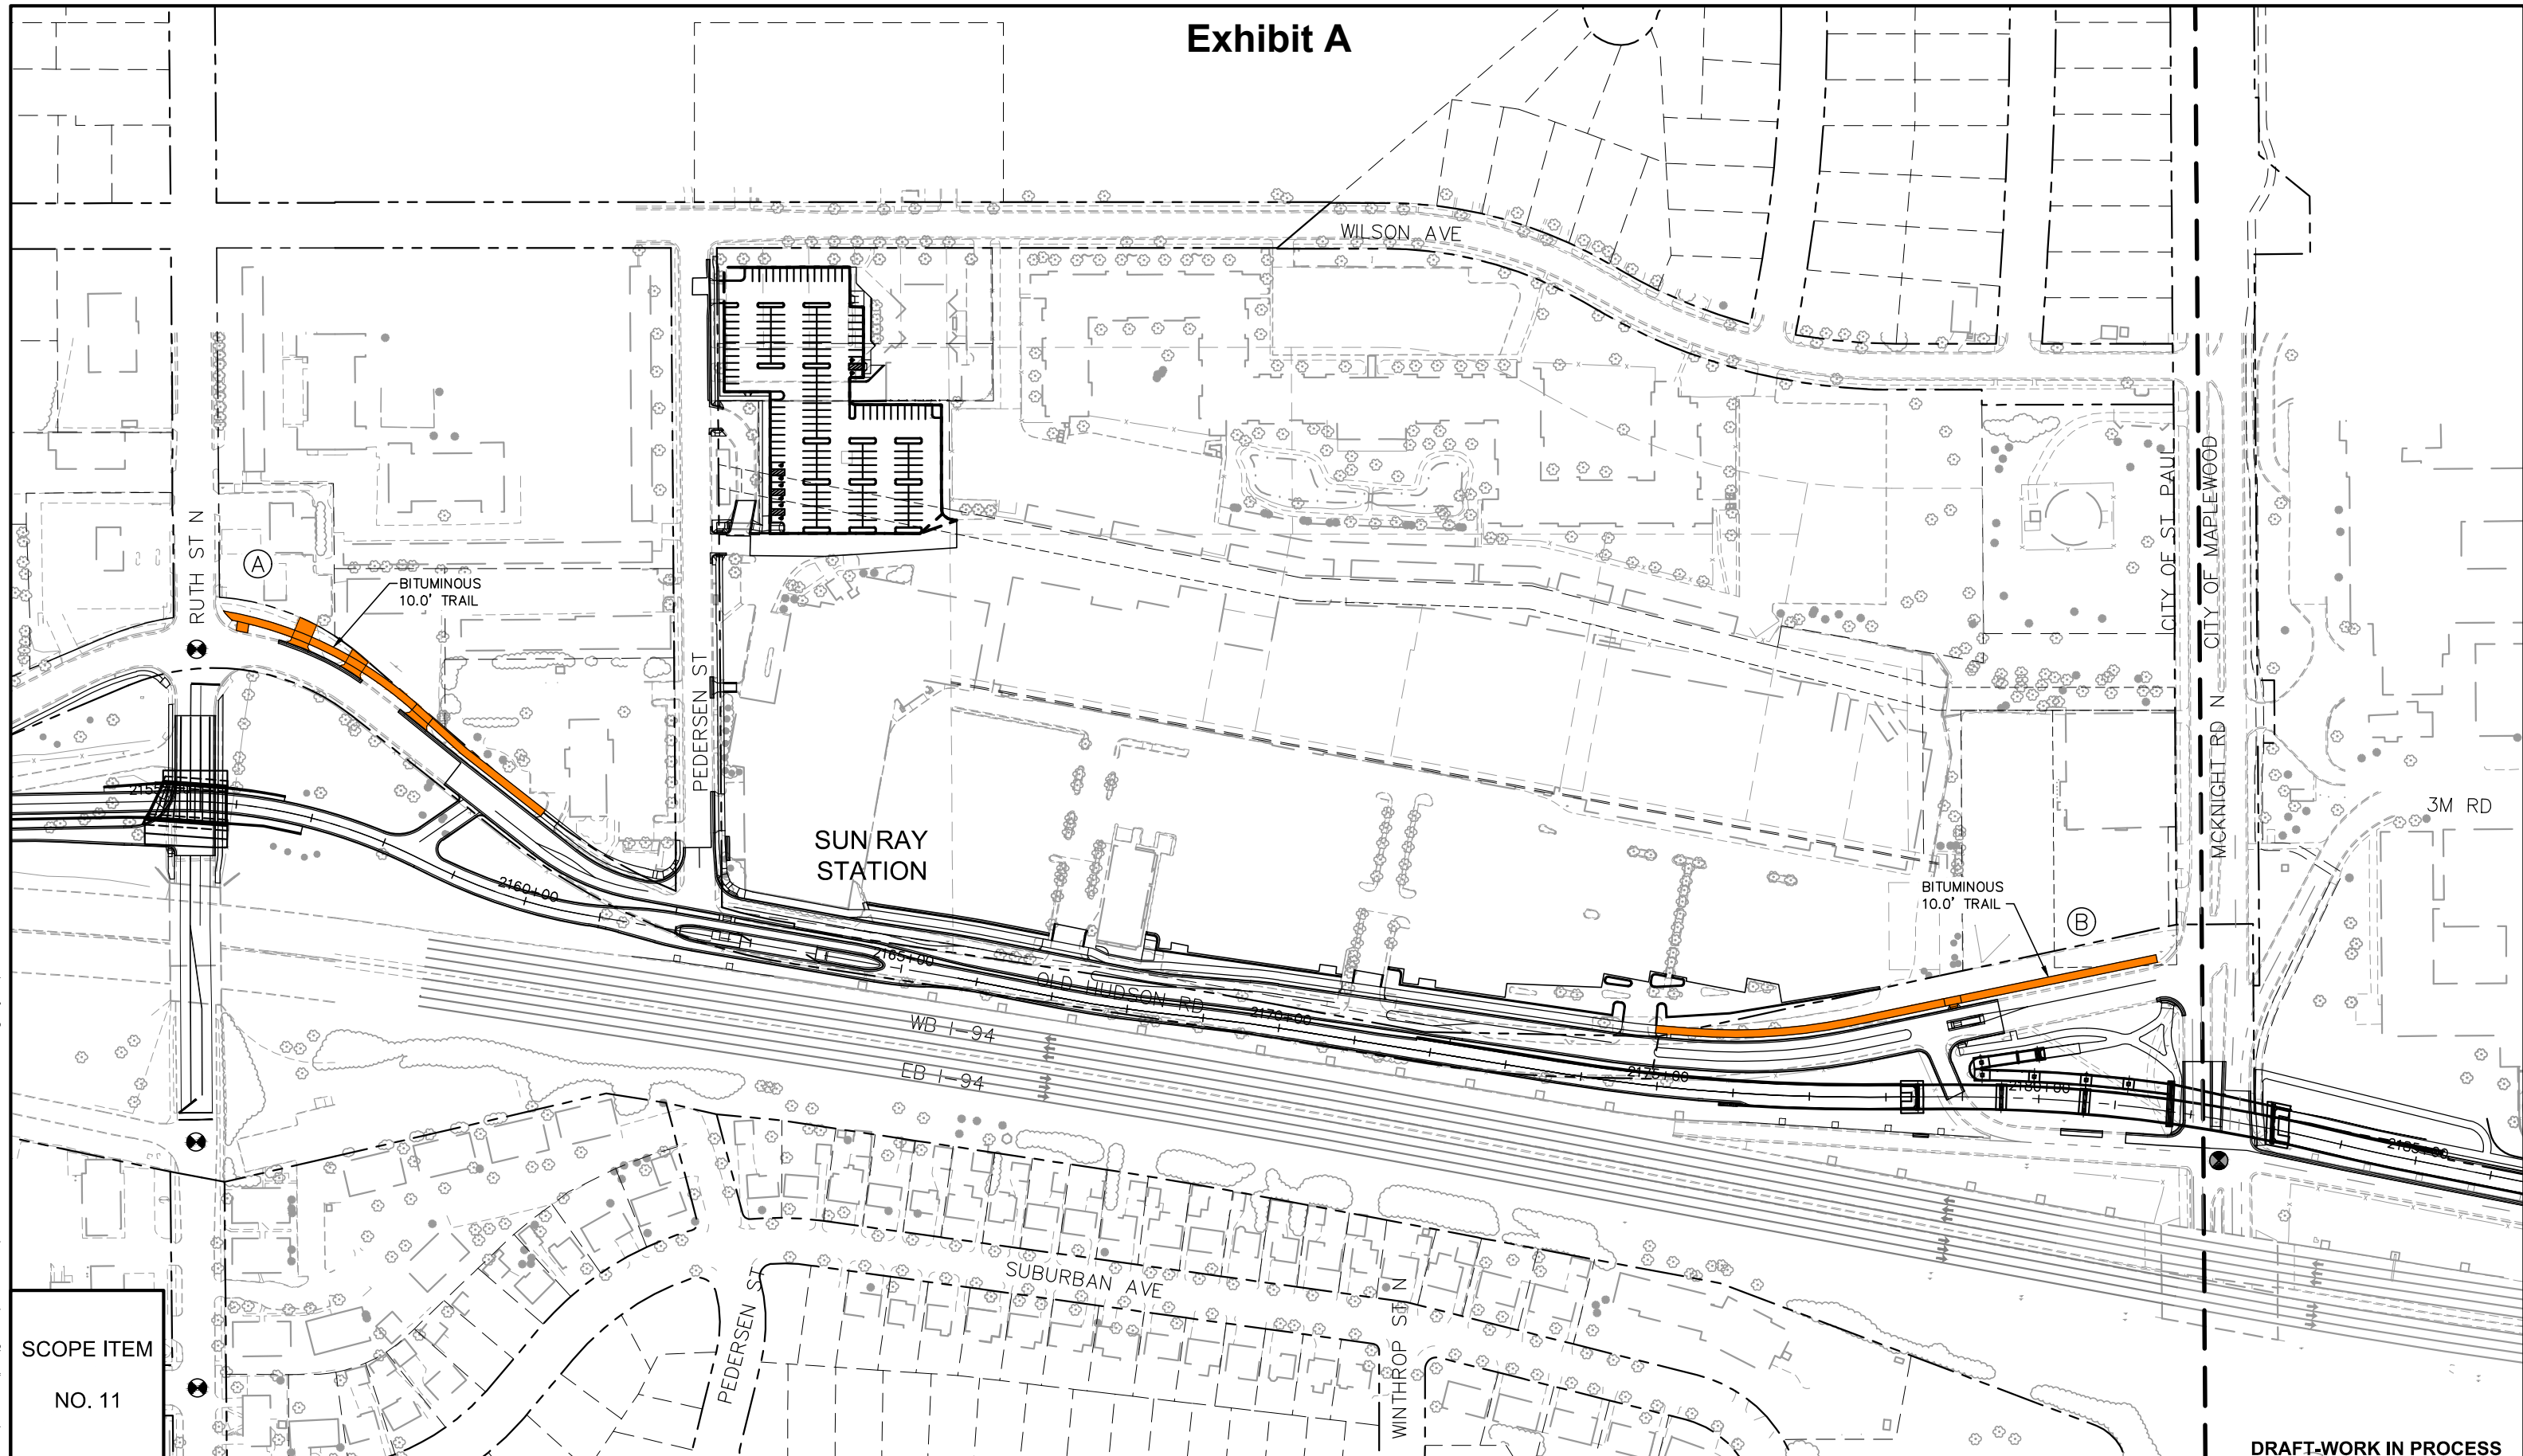 Exhibit A
WILSON AVE
RUTH ST N
A
BITUMINOUS
10.0' TRAIL
PEDERSEN ST
CITY OF ST PAUL
CITY OF MAPLEWOOD
MCKNIGHT RD N
3M RD
SUN RAY
STATION
2160+00
2165+00
OLD HUDSON RD
2170+00
2175+00
2180+00
2185+00
BITUMINOUS
10.0' TRAIL
B
WB I-94
EB I-94
SUBURBAN AVE
PEDERSEN ST
WINTHROP ST N
SCOPE ITEM
NO. 11
DRAFT-WORK IN PROCESS